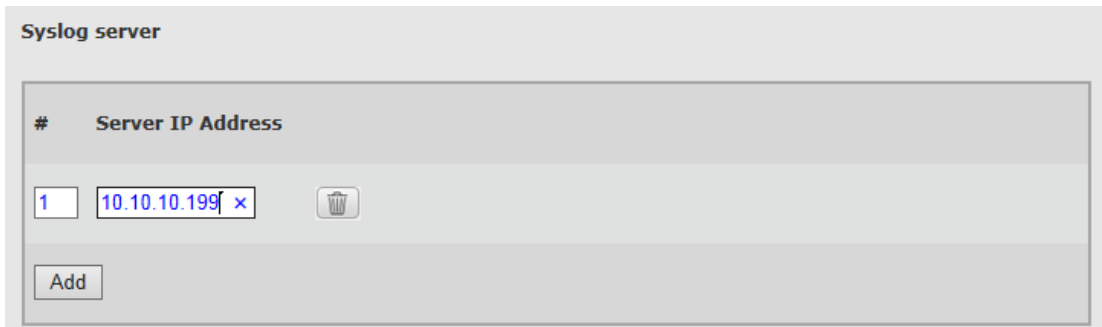 Syslog server
# Server IP Address
1 10.10.10.199 ×
Add